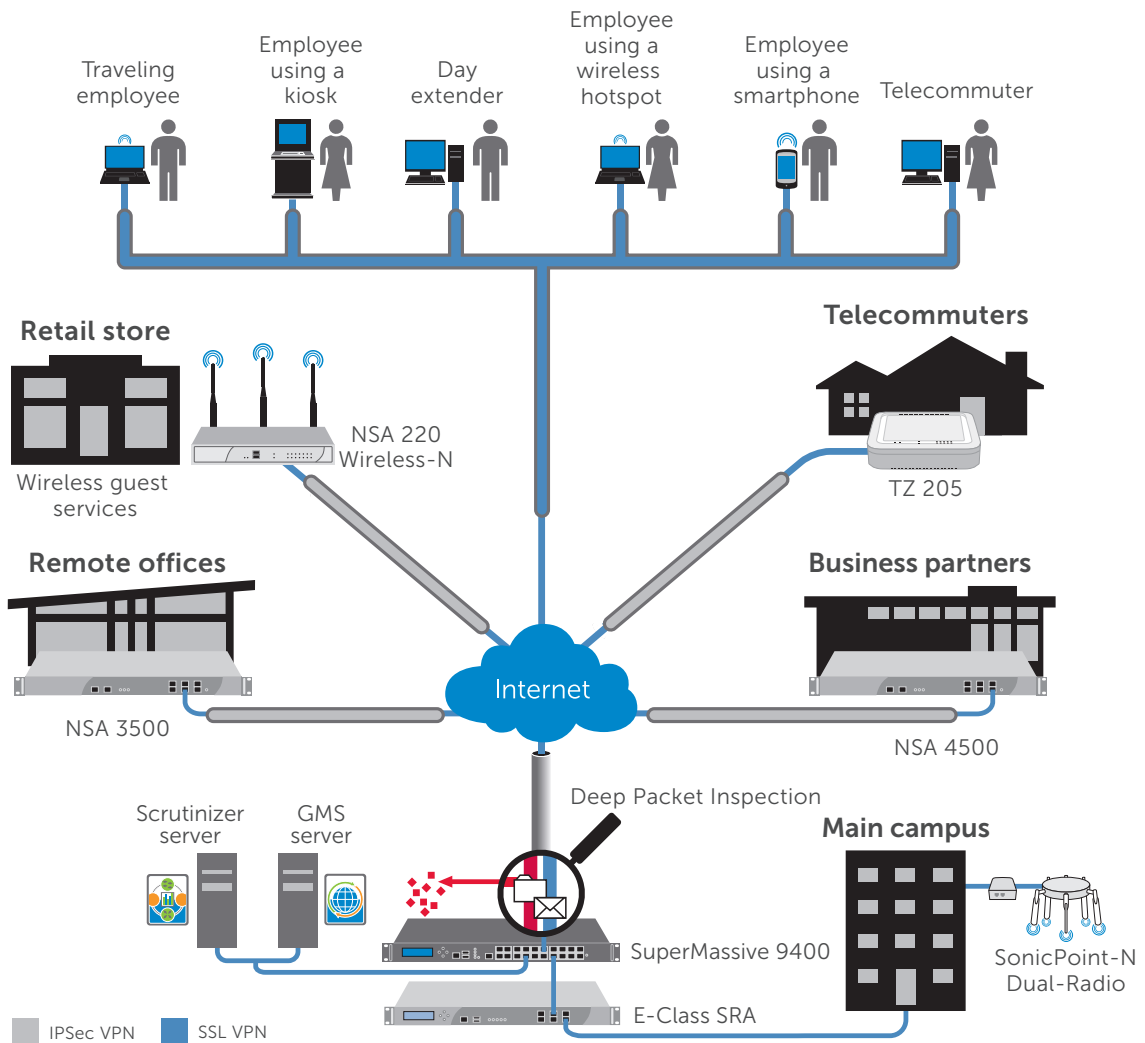 Traveling
employee
Employee
using a
kiosk
Day
extender
Employee
using a
wireless
hotspot
Employee
using a
smartphone
Telecommuter
Retail store
NSA 220
Wireless-N
Wireless guest
services
Telecommuters
TZ 205
Remote offices
NSA 3500
Business partners
NSA 4500
Internet
Deep Packet Inspection
Scrutinizer
server
GMS
server
Main campus
SuperMassive 9400
SonicPoint-N
Dual-Radio
E-Class SRA
IPSec VPN
SSL VPN